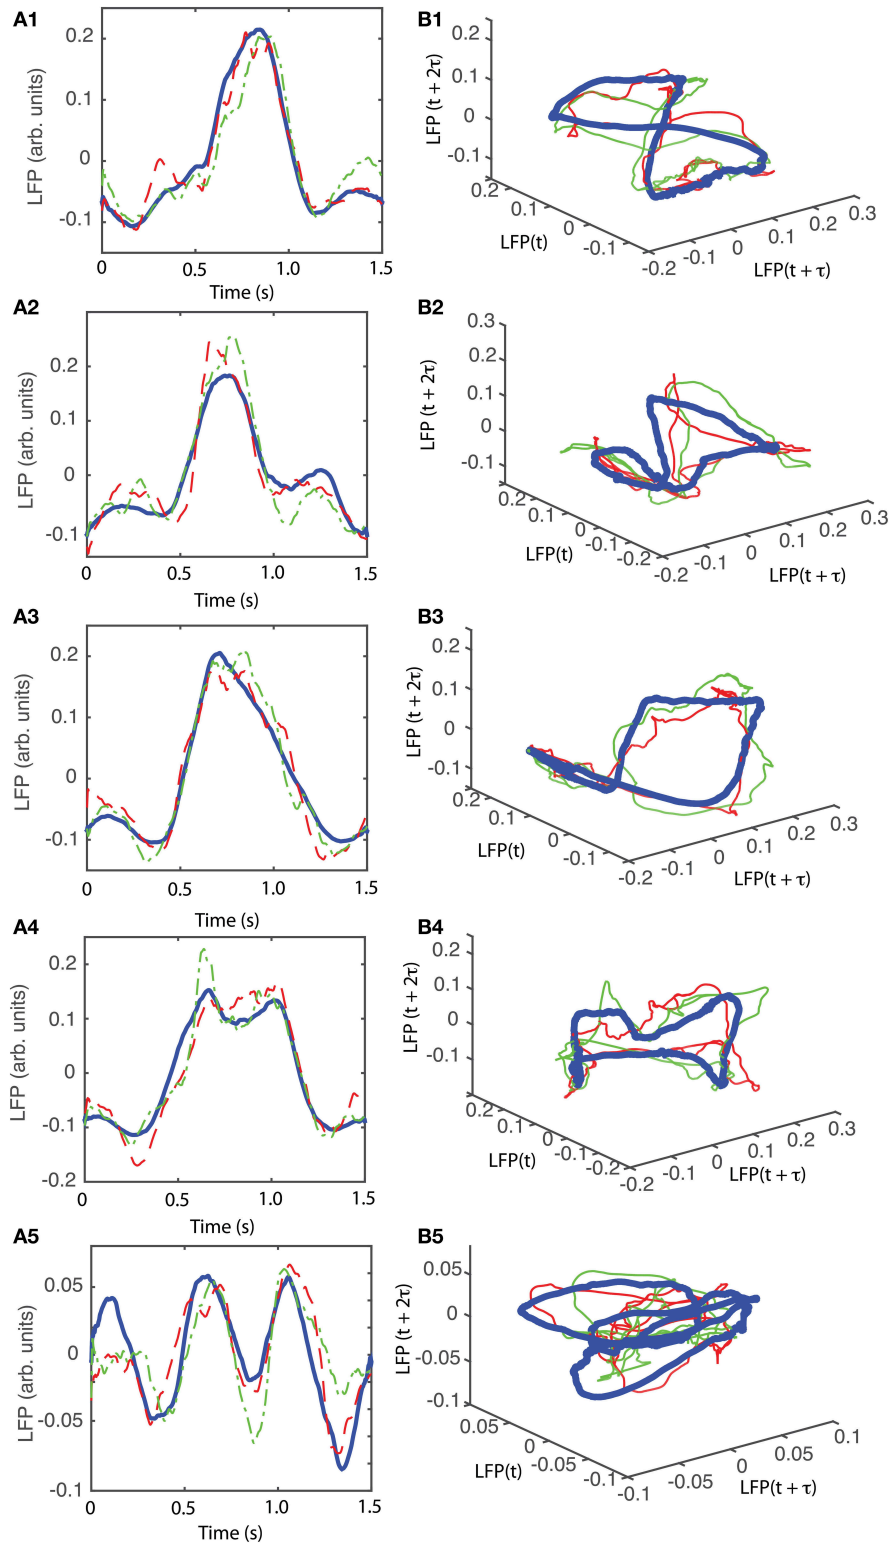 A1
LFP (arb. units)
0.2
0.1
0
-0.1
0 0.5 1.0 1.5
Time (s)
B1
LFP (t + 2τ)
0.2
0.1
0
-0.1
0.2 0.1 0 -0.1 -0.2
LFP(t)
-0.1 0 0.1 0.2 0.3
LFP(t + τ)
A2
LFP (arb. units)
0.2
0.1
0
-0.1
0 0.5 1.0 1.5
Time (s)
B2
LFP (t + 2τ)
0.3
0.2
0.1
0
-0.1
0.2 0.1 0 -0.1 -0.2
LFP(t)
-0.2 -0.1 0 0.1 0.2 0.3
LFP(t + τ)
A3
LFP (arb. units)
0.2
0.1
0
-0.1
0 0.5 1.0 1.5
Time (s)
B3
LFP (t + 2τ)
0.2
0.1
0
-0.1
0.2 0.1 0 -0.1 -0.2
LFP(t)
-0.1 0 0.1 0.2 0.3
LFP(t + τ)
A4
LFP (arb. units)
0.2
0.1
0
-0.1
-0.2
0 0.5 1.0 1.5
Time (s)
B4
LFP (t + 2τ)
0.2
0.1
0
-0.1
0.2 0.1 0 -0.1 -0.2
LFP(t)
-0.2 -0.1 0 0.1 0.2 0.3
LFP(t + τ)
A5
LFP (arb. units)
0.05
0
-0.05
-0.1
0 0.5 1.0 1.5
Time (s)
B5
LFP (t + 2τ)
0.05
0
-0.05
-0.1
0.05 0 -0.05 -0.1
LFP(t)
-0.1 -0.05 0 0.05 0.1
LFP(t + τ)